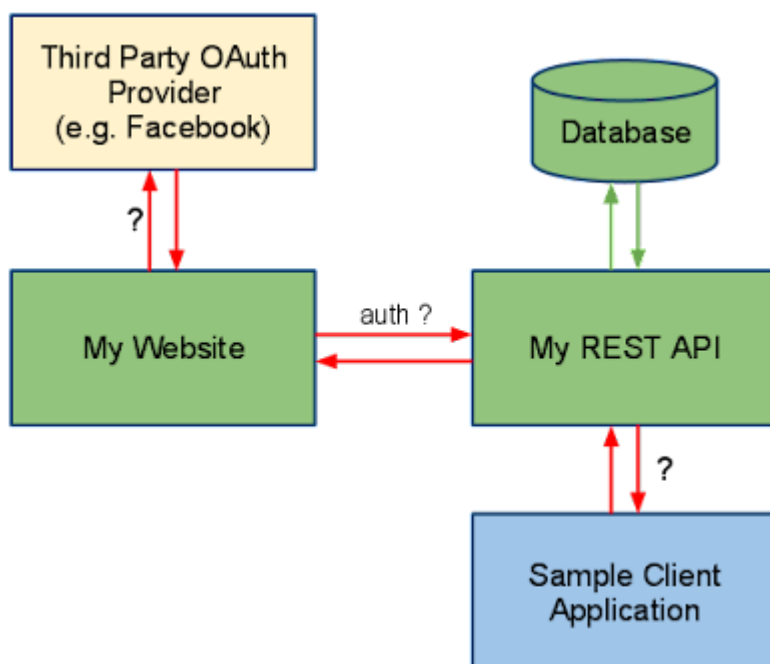 Third Party OAuth
Provider
(e.g. Facebook)
Database
?
My Website
auth ?
My REST API
?
Sample Client
Application